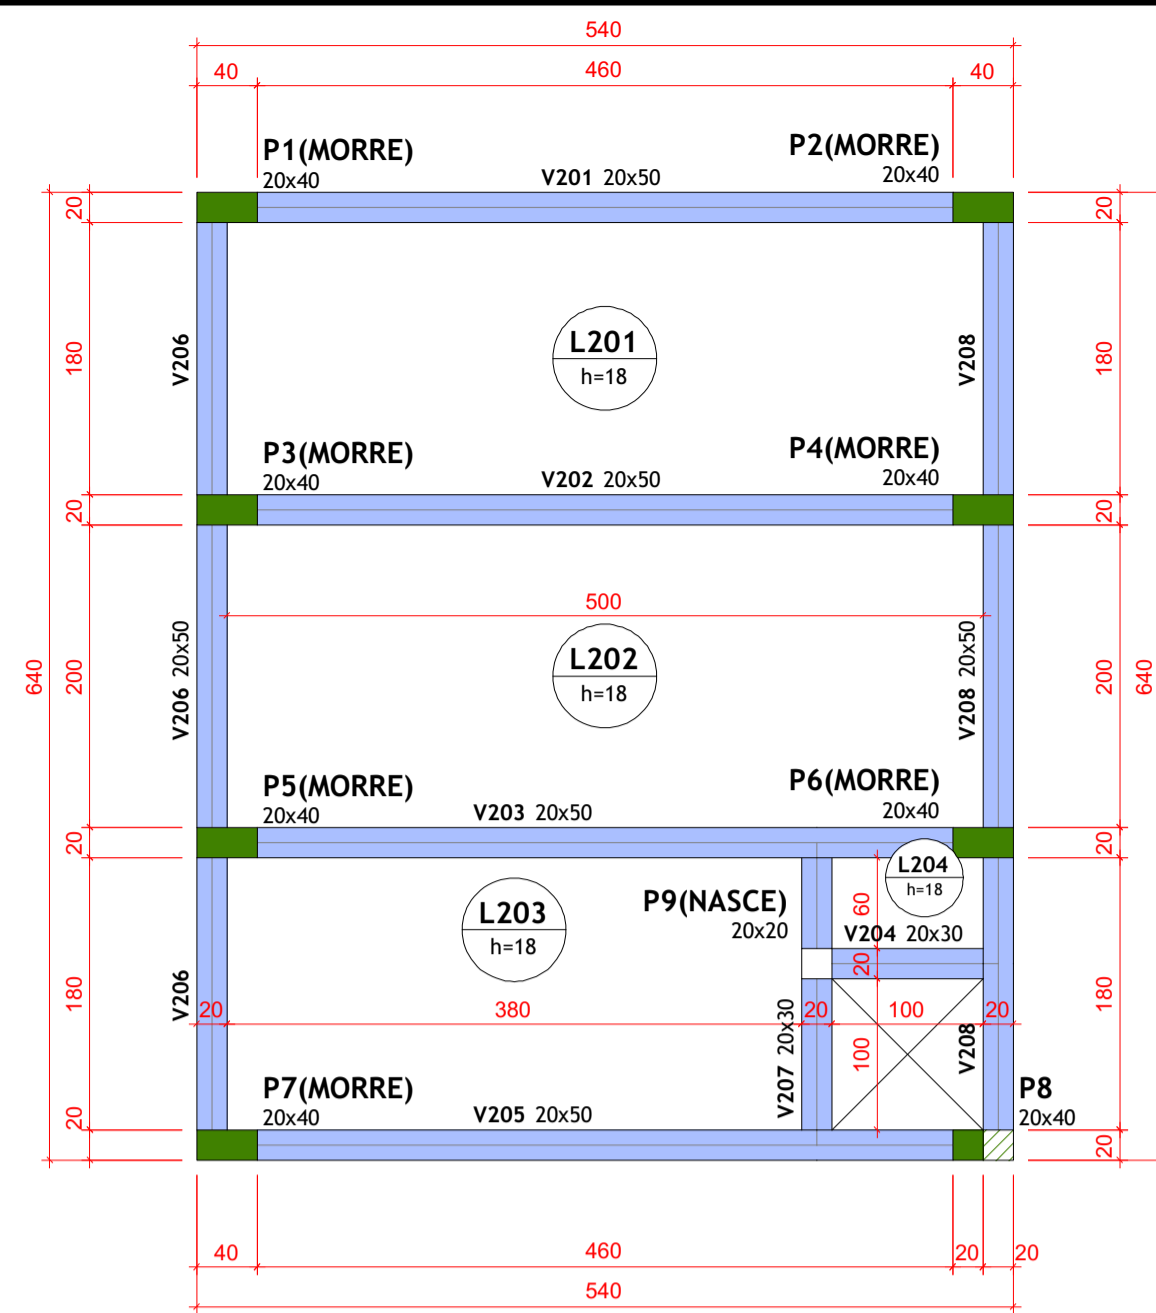 540
40 460 40
P1(MORRE)
20x40
V201 20x50
P2(MORRE)
20x40
20
20
180
V206
L201
h=18
V208
180
P3(MORRE)
20x40
V202 20x50
P4(MORRE)
20x40
20
20
500
640
200
V206 20x50
L202
h=18
V208 20x50
200
640
P5(MORRE)
20x40
V203 20x50
P6(MORRE)
20x40
20
20
L204
h=18
L203
h=18
P9(NASCE)
20x20
60
V204 20x30
20
180
V206
20 380 20 100 20
180
V207 20x30
100
V208
P7(MORRE)
20x40
V205 20x50
P8
20x40
20
20
40 460 20 20
540